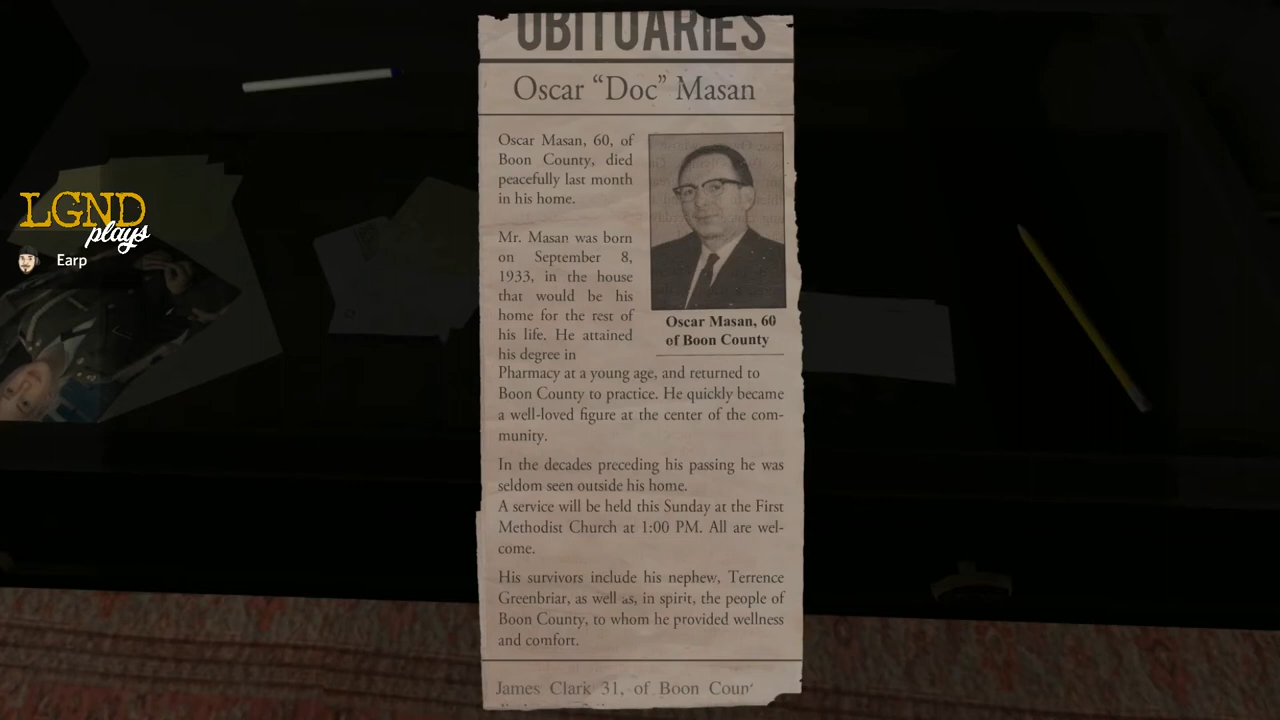 OBITUARIES
Oscar “Doc” Masan
Oscar Masan, 60, of
Boon County, died
peacefully last month
in his home.
Mr. Masan was born
on September 8,
1933, in the house
that would be his
home for the rest of
his life. He attained
his degree in
Pharmacy at a young age, and returned to
Boon County to practice. He quickly became
a well-loved figure at the center of the com-
munity.
In the decades preceding his passing he was
seldom seen outside his home.
A service will be held this Sunday at the First
Methodist Church at 1:00 PM. All are wel-
come.
His survivors include his nephew, Terrence
Greenbriar, as well as, in spirit, the people of
Boon County, to whom he provided wellness
and comfort.
James Clark 31, of Boon Coun
Oscar Masan, 60
of Boon County
LGND
plays
Earp